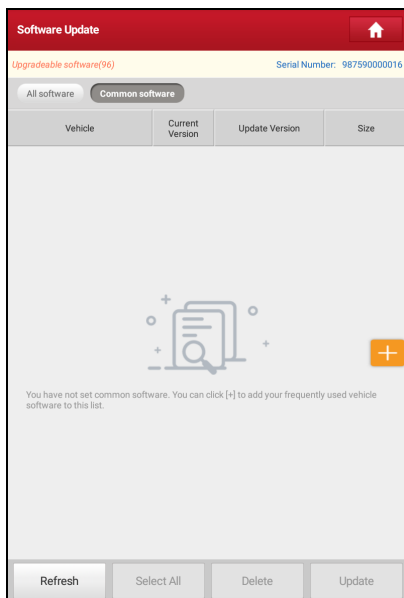 Software Update
Upgradeable software(96)
Serial Number: 987590000016
All software
Common software
Vehicle
Current
Version
Update Version
Size
You have not set common software. You can click [+] to add your frequently used vehicle
software to this list.
Refresh
Select All
Delete
Update